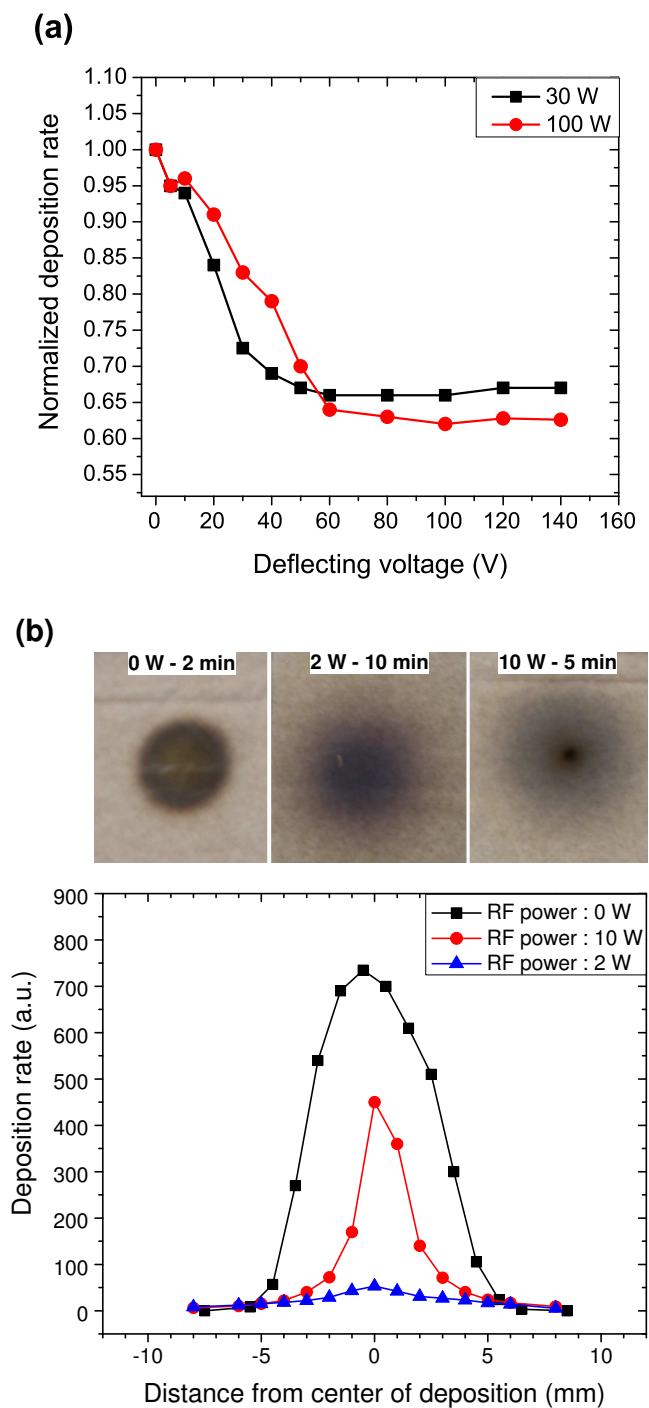 (a)
1.10
1.05
1.00
0.95
0.90
0.85
0.80
0.75
0.70
0.65
0.60
0.55
Normalized deposition rate
30 W
100 W
0 20 40 60 80 100 120 140 160
Deflecting voltage (V)
(b)
0 W - 2 min 2 W - 10 min 10 W - 5 min
900
800
700
600
500
400
300
200
100
0
Deposition rate (a.u.)
RF power : 0 W
RF power : 10 W
RF power : 2 W
-10 -5 0 5 10
Distance from center of deposition (mm)